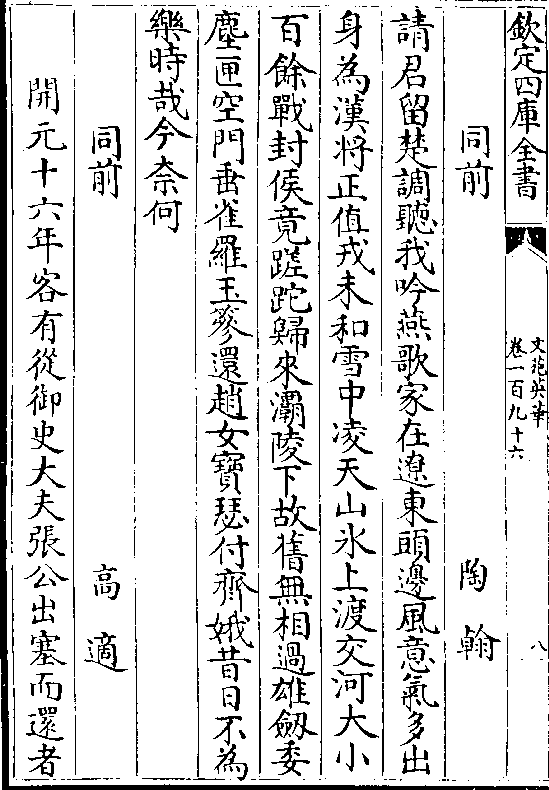 欽定四庫全書
文苑英華
卷一百九十六
八
同前 陶翰
請君留楚調聽我吟燕歌家在遼東頭邊風意氣多出
身為漢將正值戎未和雪中凌天山氷上渡交河大小
百餘戰封侯竟蹉跎歸來灞陵下故舊無相過雄劔委
塵匣空門垂雀羅玉簪還趙女寶瑟付齊娥昔日不為
樂時哉今奈何
同前 高適
開元十六年客有從御史大夫張公出塞而還者